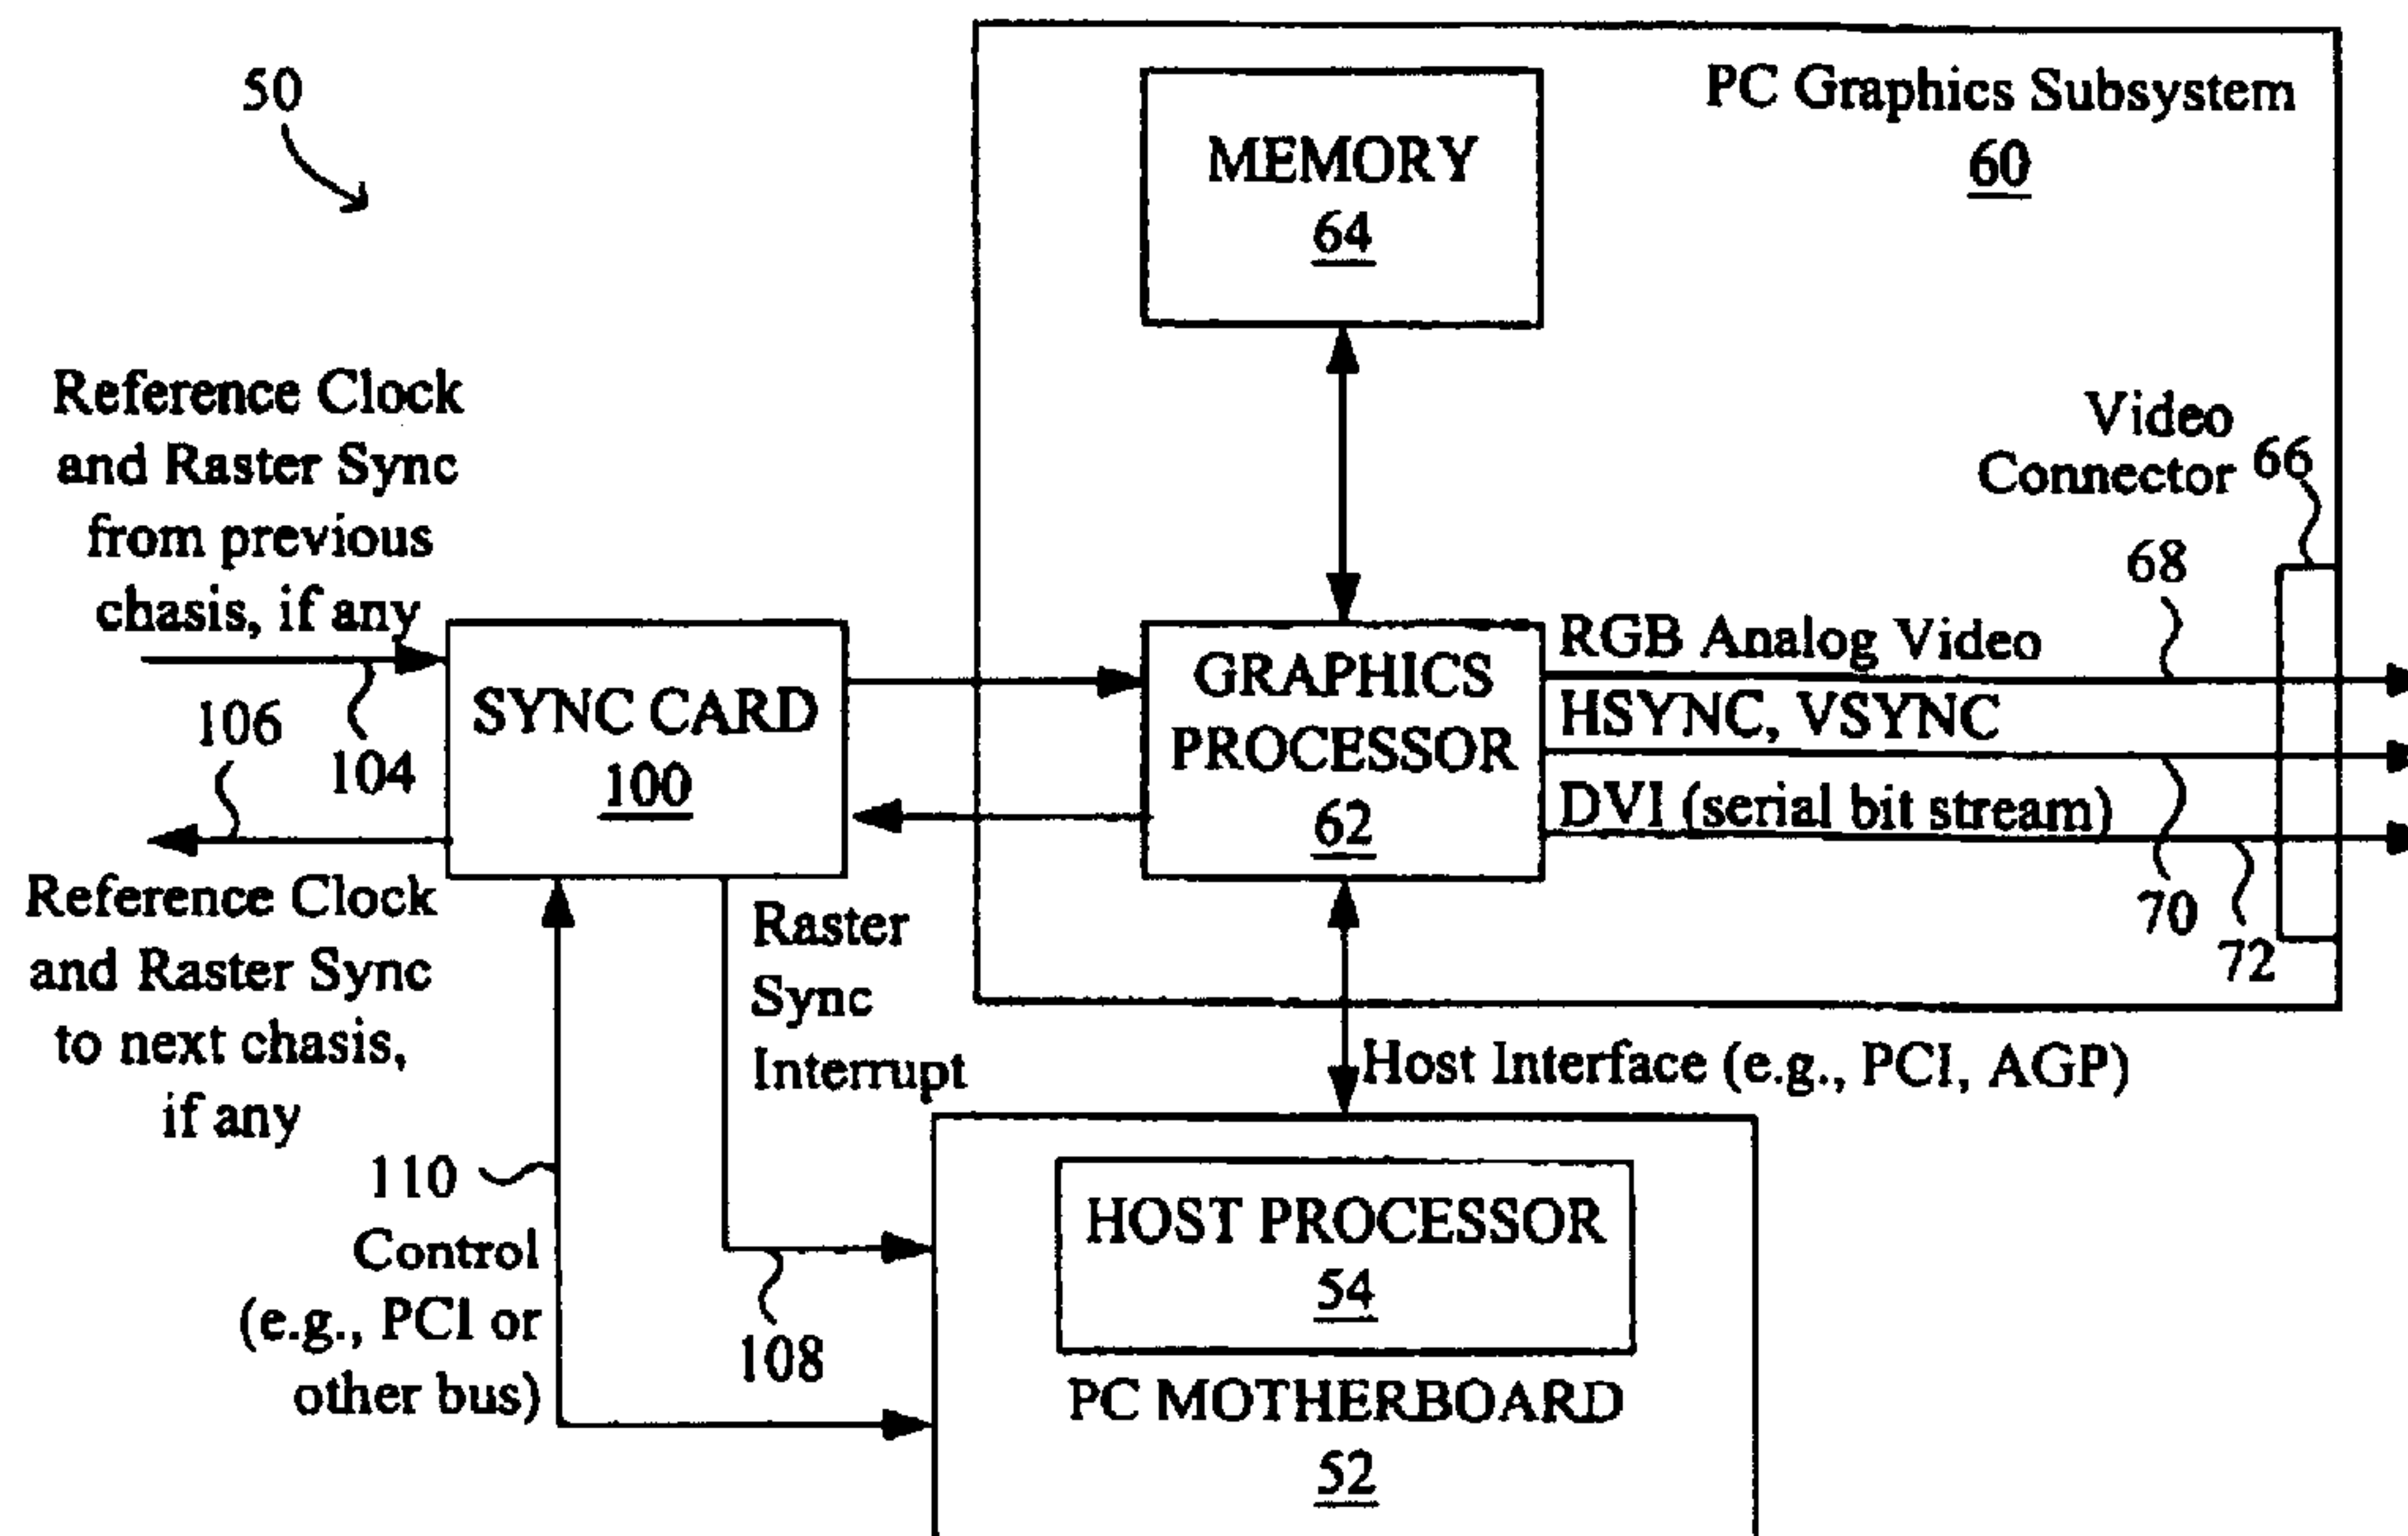 50
PC Graphics Subsystem
60
MEMORY
64
Reference Clock
and Raster Sync
from previous
chasis, if any
Video
Connector
66
68
RGB Analog Video
HSYNC, VSYNC
DVI (serial bit stream)
GRAPHICS
PROCESSOR
62
SYNC CARD
100
104
106
70
72
Reference Clock
and Raster Sync
to next chasis,
if any
Raster
Sync
Interrupt
Host Interface (e.g., PCI, AGP)
110
Control
(e.g., PCI or
other bus)
108
HOST PROCESSOR
54
PC MOTHERBOARD
52